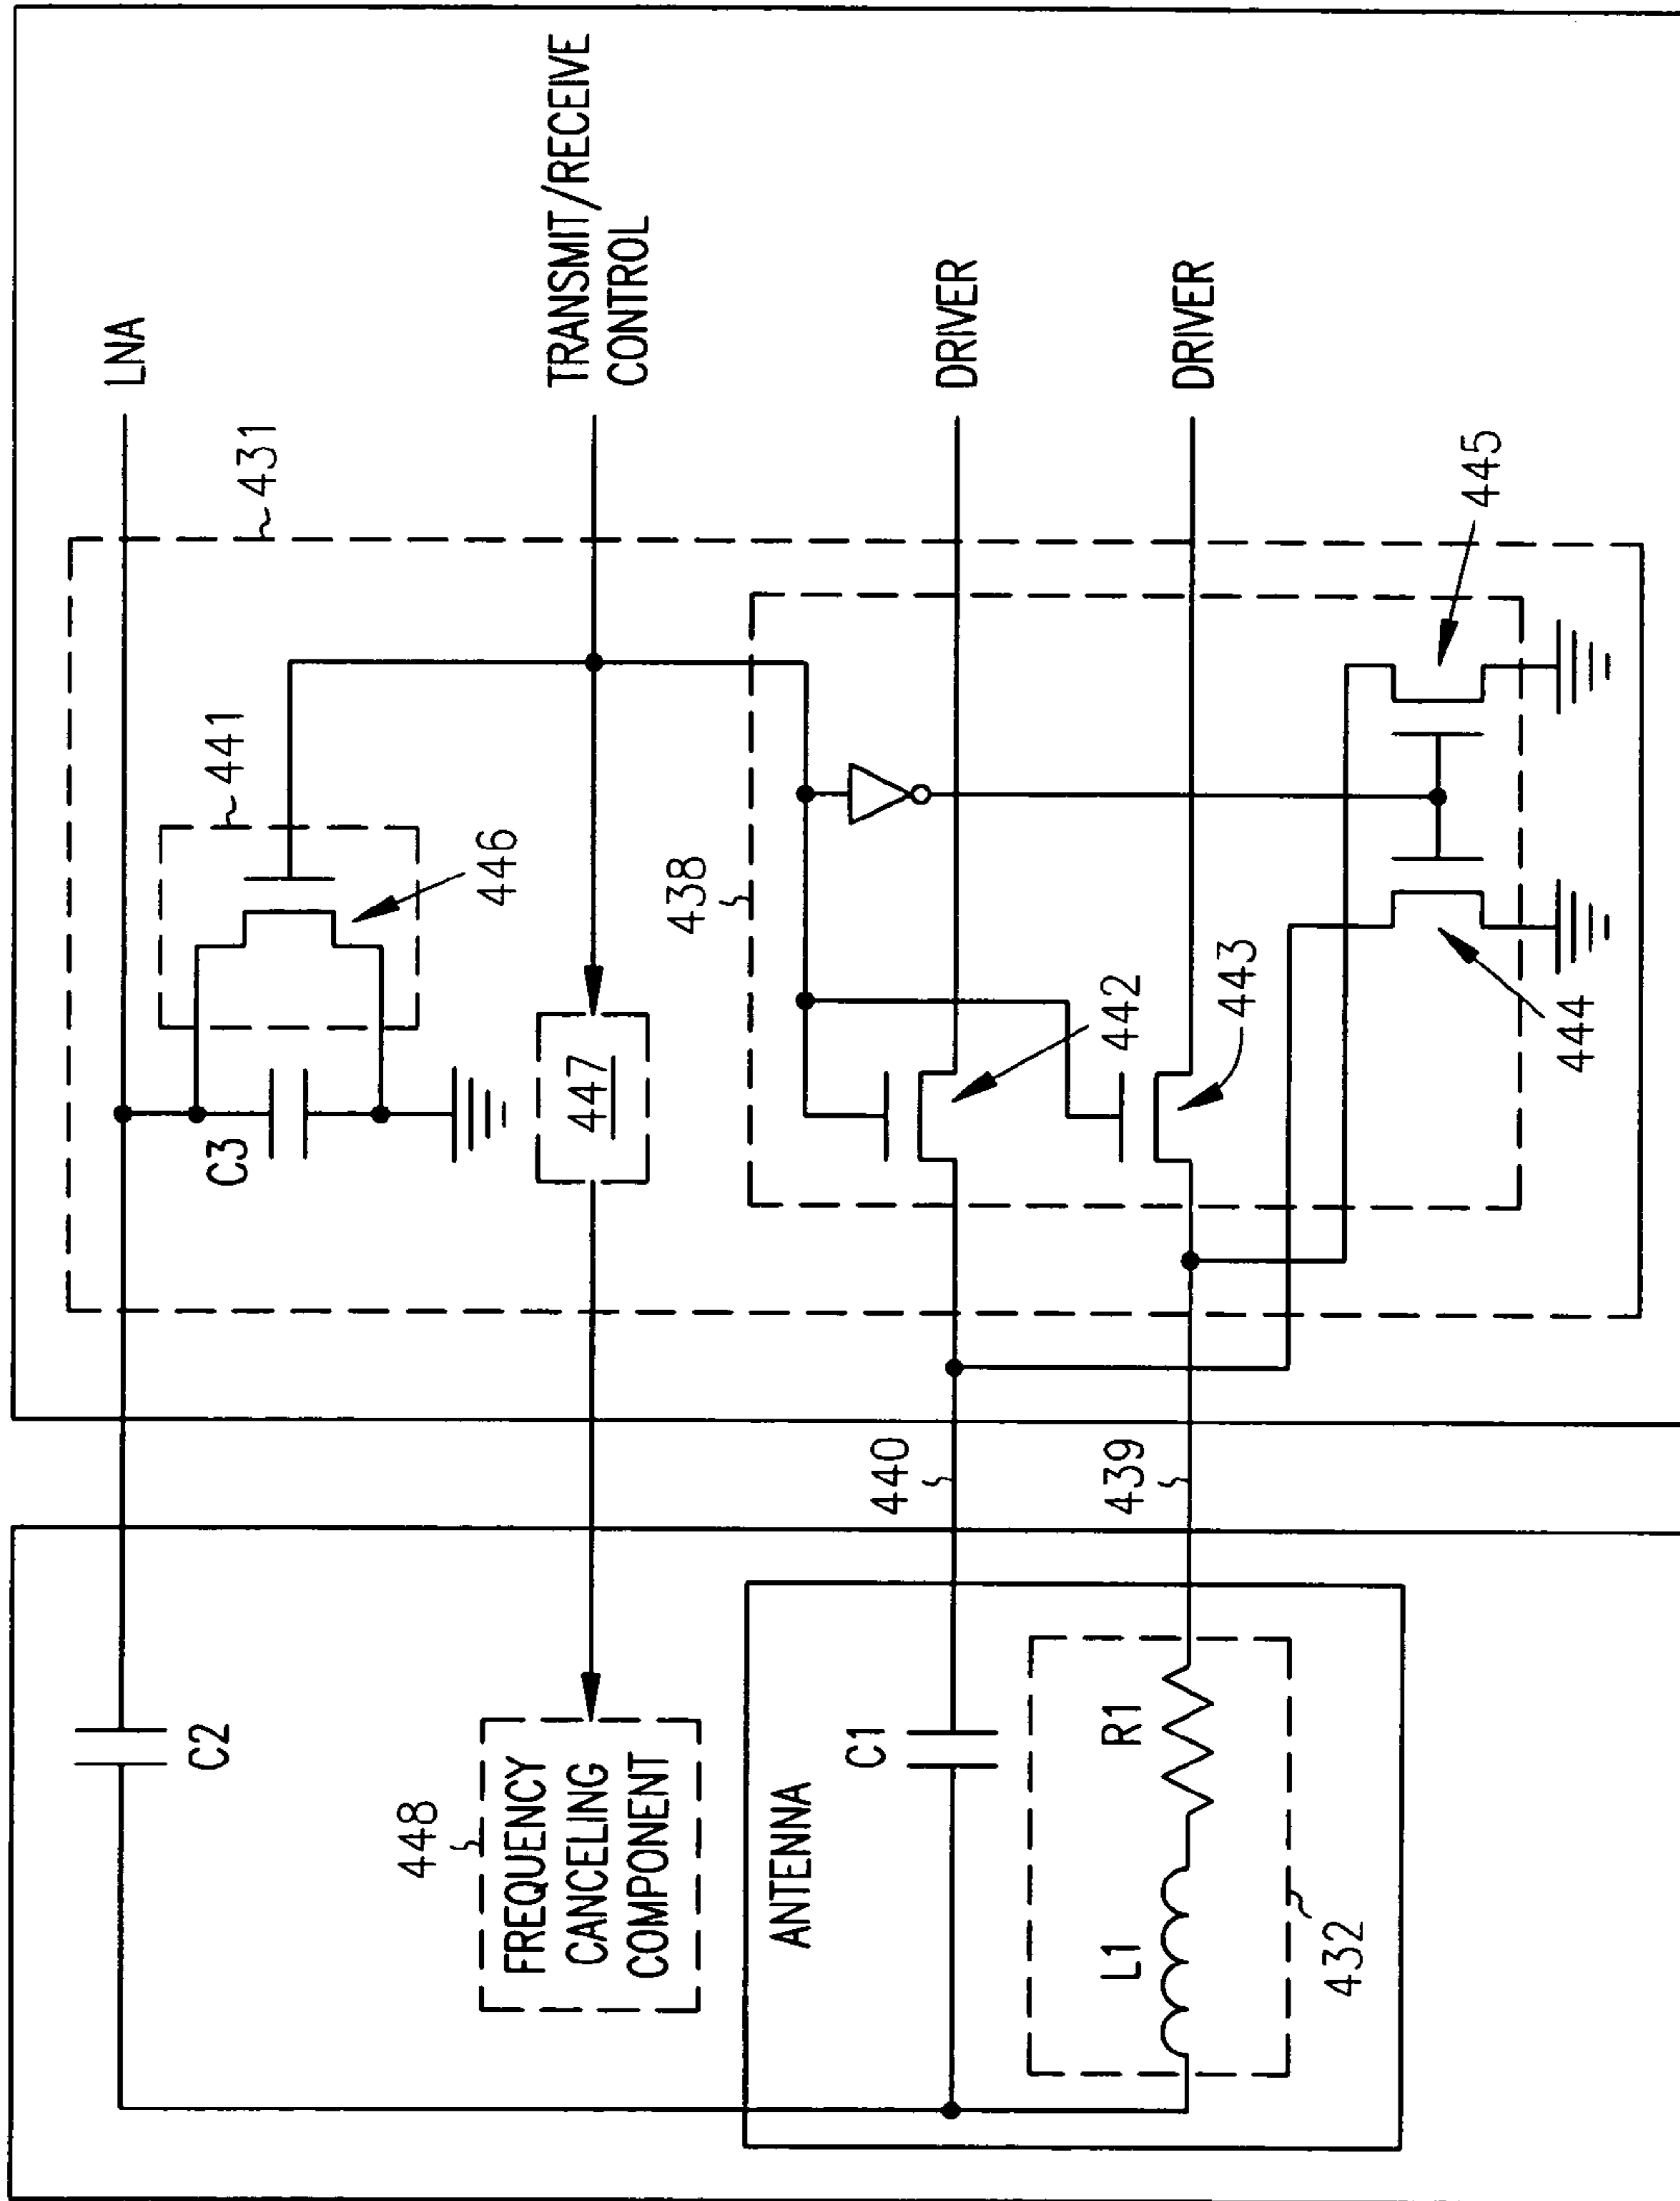 LNA
TRANSMIT/RECEIVE
CONTROL
DRIVER
DRIVER
431
441
446
C3
447
438
442
443
444
445
440
439
C2
448
FREQUENCY
CANCELING
COMPONENT
ANTENNA
C1
R1
L1
432